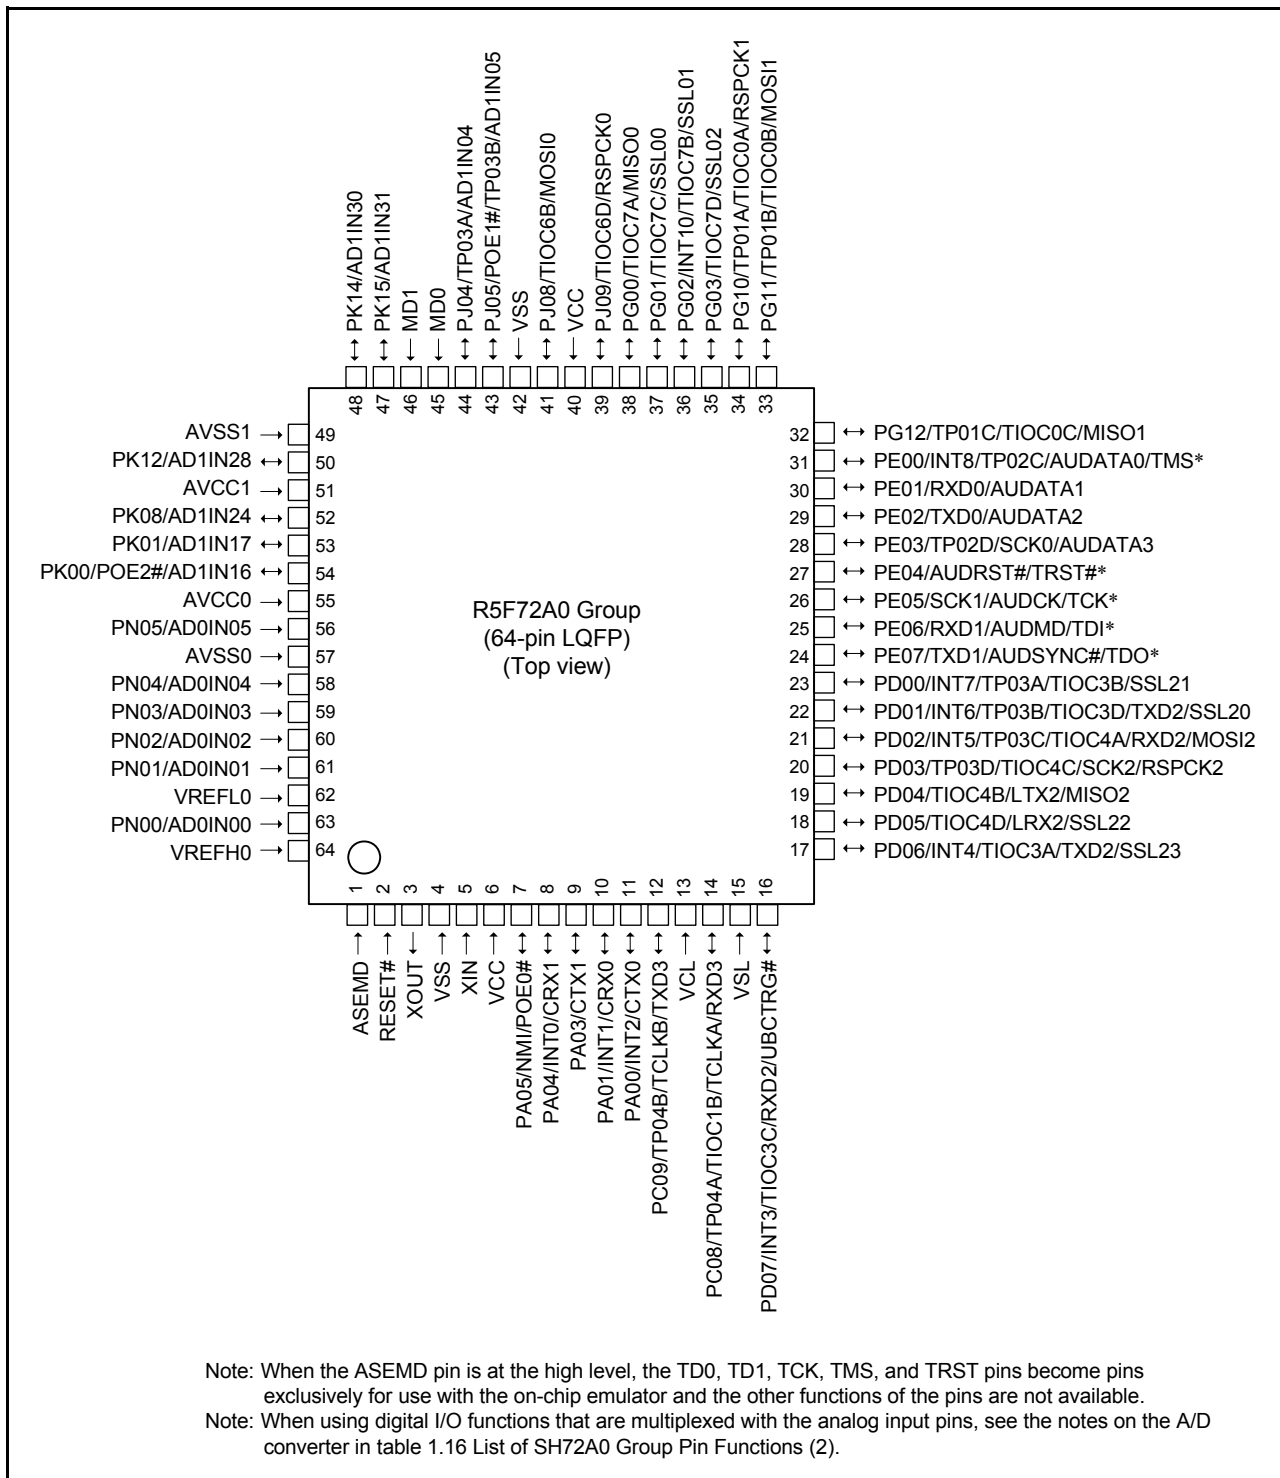 PK14/AD1IN30
PK15/AD1IN31
MD1
MD0
PJ04/TP03A/AD1IN04
PJ05/POE1#/TP03B/AD1IN05
VSS
PJ08/TIOC6B/MOSI0
VCC
PJ09/TIOC6D/RSPCK0
PG00/TIOC7A/MISO0
PG01/TIOC7C/SSL00
PG02/INT10/TIOC7B/SSL01
PG03/TIOC7D/SSL02
PG10/TP01A/TIOC0A/RSPCK1
PG11/TP01B/TIOC0B/MOSI1
48
47
46
45
44
43
42
41
40
39
38
37
36
35
34
33
AVSS1 49
PK12/AD1IN28 50
AVCC1 51
PK08/AD1IN24 52
PK01/AD1IN17 53
PK00/POE2#/AD1IN16 54
AVCC0 55
PN05/AD0IN05 56
AVSS0 57
PN04/AD0IN04 58
PN03/AD0IN03 59
PN02/AD0IN02 60
PN01/AD0IN01 61
VREFL0 62
PN00/AD0IN00 63
VREFH0 64
R5F72A0 Group
(64-pin LQFP)
(Top view)
32 PG12/TP01C/TIOC0C/MISO1
31 PE00/INT8/TP02C/AUDATA0/TMS*
30 PE01/RXD0/AUDATA1
29 PE02/TXD0/AUDATA2
28 PE03/TP02D/SCK0/AUDATA3
27 PE04/AUDRST#/TRST#*
26 PE05/SCK1/AUDCK/TCK*
25 PE06/RXD1/AUDMD/TDI*
24 PE07/TXD1/AUDSYNC#/TDO*
23 PD00/INT7/TP03A/TIOC3B/SSL21
22 PD01/INT6/TP03B/TIOC3D/TXD2/SSL20
21 PD02/INT5/TP03C/TIOC4A/RXD2/MOSI2
20 PD03/TP03D/TIOC4C/SCK2/RSPCK2
19 PD04/TIOC4B/LTX2/MISO2
18 PD05/TIOC4D/LRX2/SSL22
17 PD06/INT4/TIOC3A/TXD2/SSL23
1
2
3
4
5
6
7
8
9
10
11
12
13
14
15
16
ASEMD
RESET#
XOUT
VSS
XIN
VCC
PA05/NMI/POE0#
PA04/INT0/CRX1
PA03/CTX1
PA01/INT1/CRX0
PA00/INT2/CTX0
PC09/TP04B/TCLKB/TXD3
VCL
PC08/TP04A/TIOC1B/TCLKA/RXD3
VSL
PD07/INT3/TIOC3C/RXD2/UBCTRG#
Note: When the ASEMD pin is at the high level, the TD0, TD1, TCK, TMS, and TRST pins become pins
exclusively for use with the on-chip emulator and the other functions of the pins are not available.
Note: When using digital I/O functions that are multiplexed with the analog input pins, see the notes on the A/D
converter in table 1.16 List of SH72A0 Group Pin Functions (2).